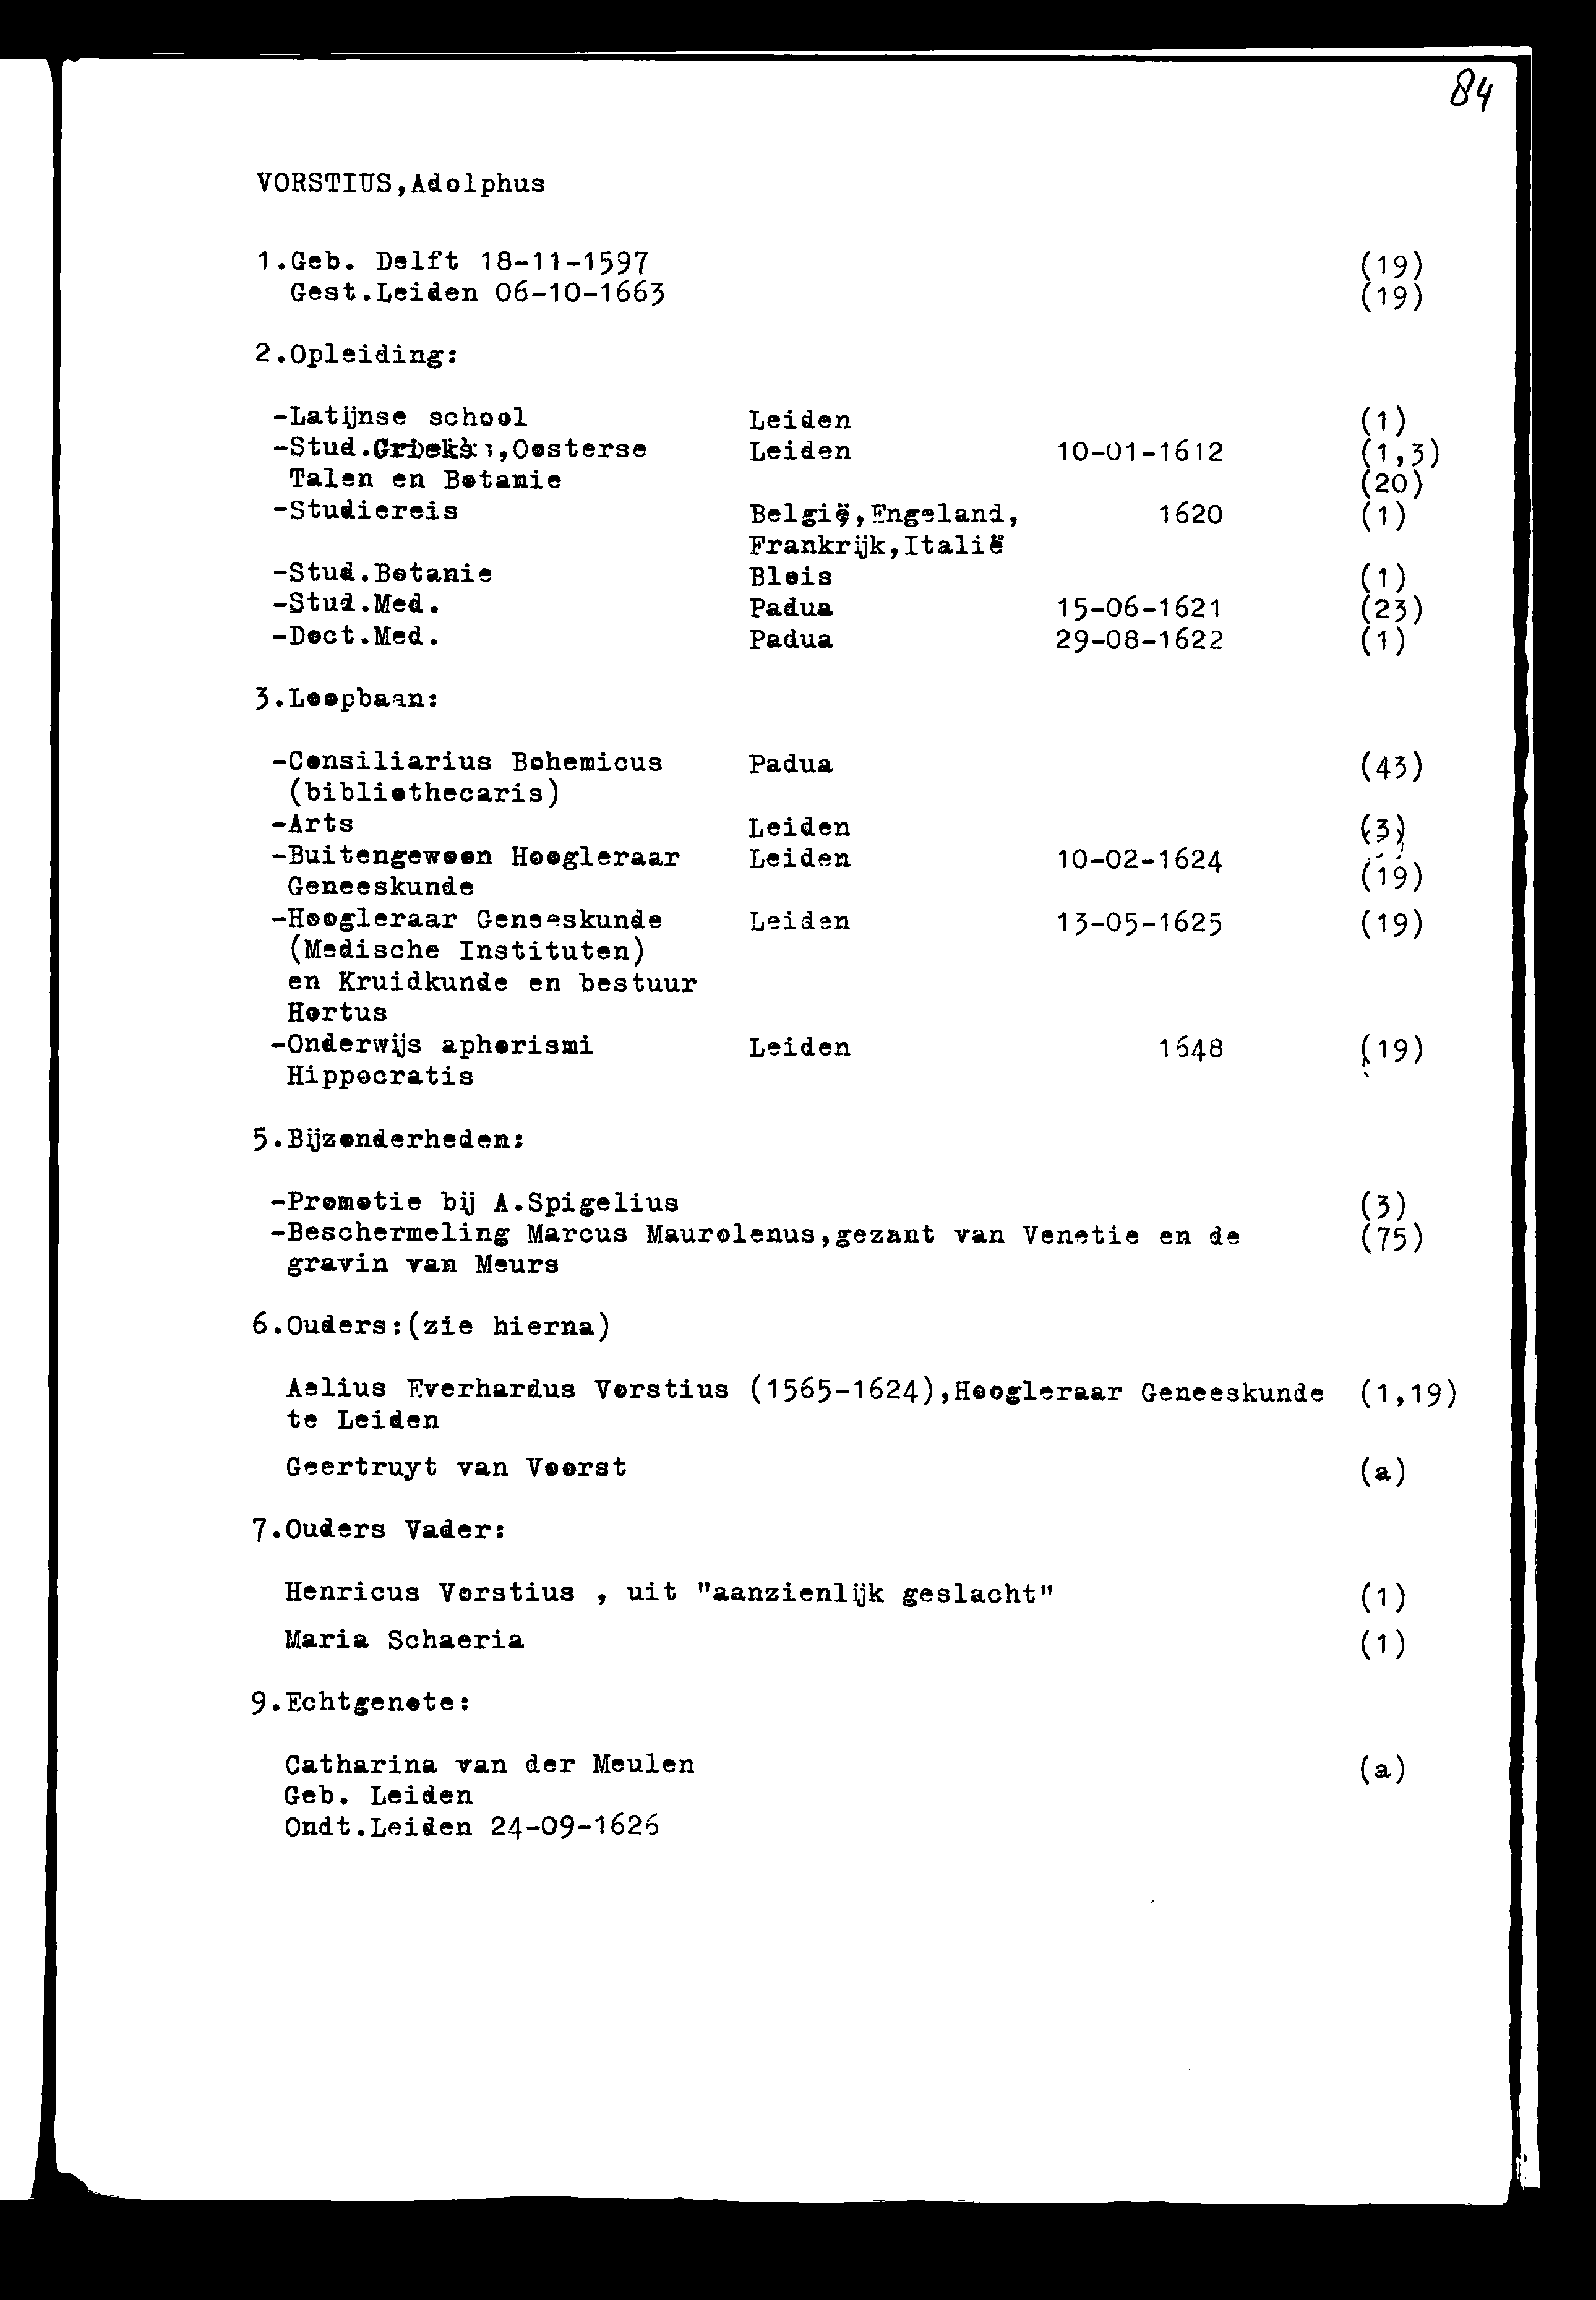 84
VORSTIUS,Adolphus
1.Geb. Delft 18-11-1597 (19)
Gest.Leiden 06-10-1663 (19)
2.Opleiding:
-Latijnse school Leiden (1)
-Stud.Grieks,Oosterse Leiden 10-01-1612 (1,3)
Talen en Botanie (20)
-Studiereis België,Engeland, 1620 (1)
Frankrijk,Italië
-Stud.Botanie Blois (1)
-Stud.Med. Padua 15-06-1621 (23)
-Doct.Med. Padua 29-08-1622 (1)
3.Loopbaan:
-Consiliarius Bohemicus Padua (43)
(bibliothecaris)
-Arts Leiden (3)
-Buitengewoon Hoogleraar Leiden 10-02-1624 (19)
Geneeskunde
-Hoogleraar Geneeskunde Leiden 13-05-1625 (19)
(Medische Instituten)
en Kruidkunde en bestuur
Hortus
-Onderwijs aphorismi Leiden 1648 (19)
Hippocratis
5.Bijzonderheden:
-Promotie bij A.Spigelius (3)
-Beschermeling Marcus Maurolenus,gezant van Venetie en de (75)
gravin van Meurs
6.Ouders:(zie hierna)
Aelius Everhardus Vorstius (1565-1624),Hoogleraar Geneeskunde (1,19)
te Leiden
Geertruyt van Voorst (a)
7.Ouders Vader:
Henricus Vorstius , uit "aanzienlijk geslacht" (1)
Maria Schaeria (1)
9.Echtgenote:
Catharina van der Meulen (a)
Geb. Leiden
Ondt.Leiden 24-09-1626